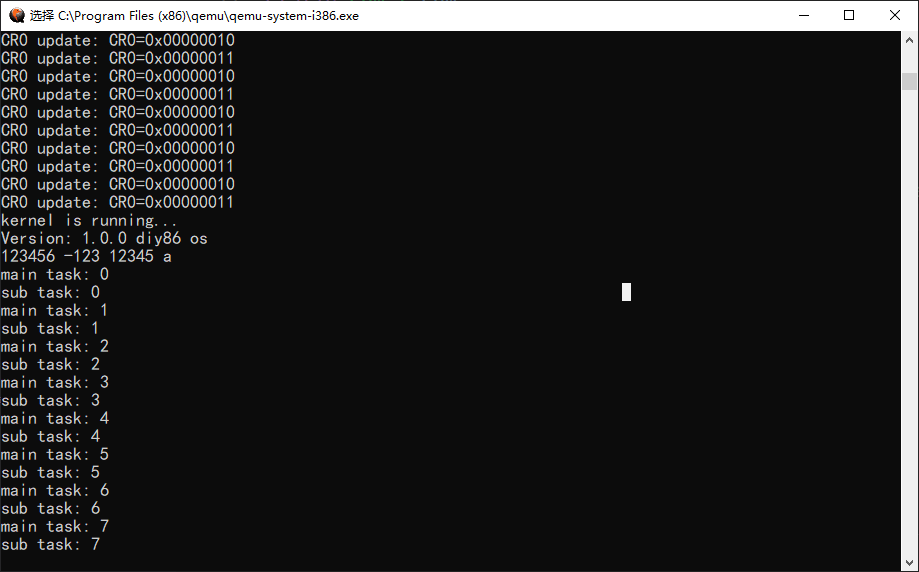 选择 C:\Program Files (x86)\qemu\qemu-system-i386.exe
CR0 update: CR0=0x00000010
CR0 update: CR0=0x00000011
CR0 update: CR0=0x00000010
CR0 update: CR0=0x00000011
CR0 update: CR0=0x00000010
CR0 update: CR0=0x00000011
CR0 update: CR0=0x00000010
CR0 update: CR0=0x00000011
CR0 update: CR0=0x00000010
CR0 update: CR0=0x00000011
kernel is running...
Version: 1.0.0 diy86 os
123456 -123 12345 a
main task: 0
sub task: 0
main task: 1
sub task: 1
main task: 2
sub task: 2
main task: 3
sub task: 3
main task: 4
sub task: 4
main task: 5
sub task: 5
main task: 6
sub task: 6
main task: 7
sub task: 7